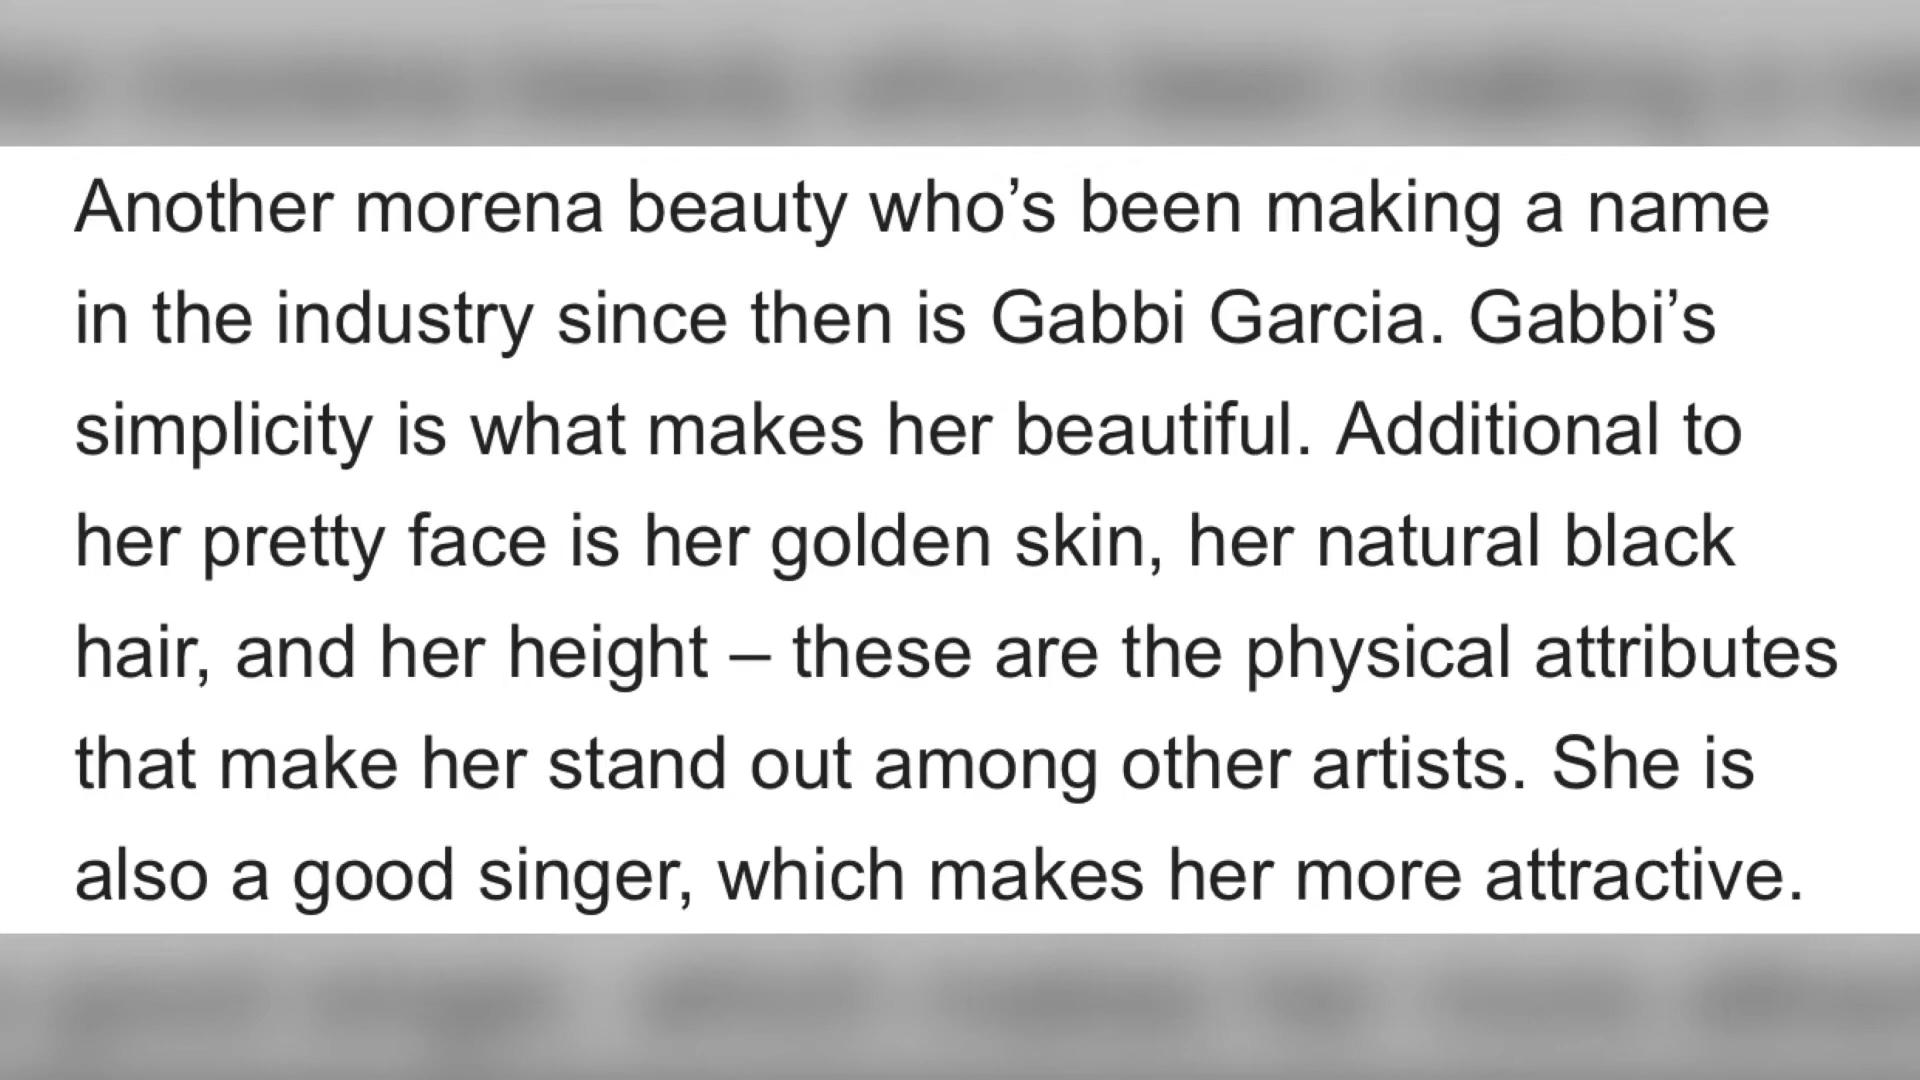 Another morena beauty who’s been making a name
in the industry since then is Gabbi Garcia. Gabbi’s
simplicity is what makes her beautiful. Additional to
her pretty face is her golden skin, her natural black
hair, and her height – these are the physical attributes
that make her stand out among other artists. She is
also a good singer, which makes her more attractive.